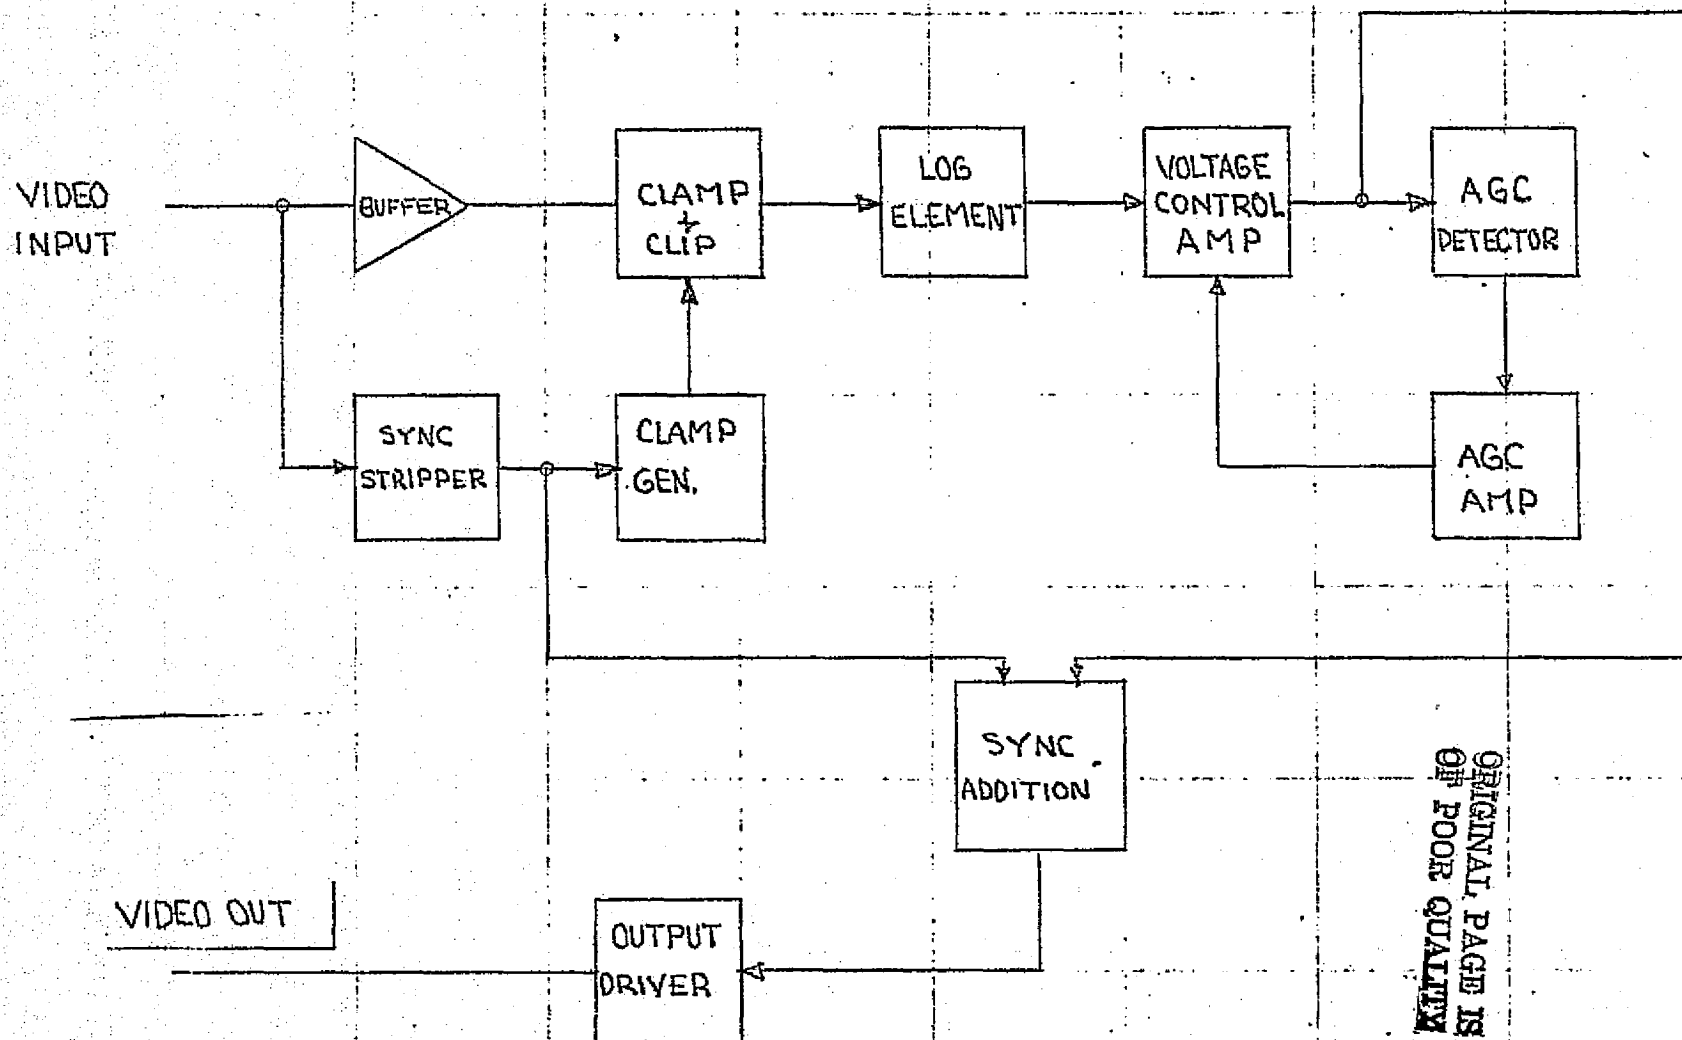 VIDEO
INPUT
BUFFER
CLAMP
+
CLIP
LOG
ELEMENT
VOLTAGE
CONTROL
AMP
AGC
DETECTOR
SYNC
STRIPPER
CLAMP
GEN.
AGC
AMP
SYNC
ADDITION
VIDEO OUT
OUTPUT
DRIVER
ORIGINAL PAGE IS
OF POOR QUALITY